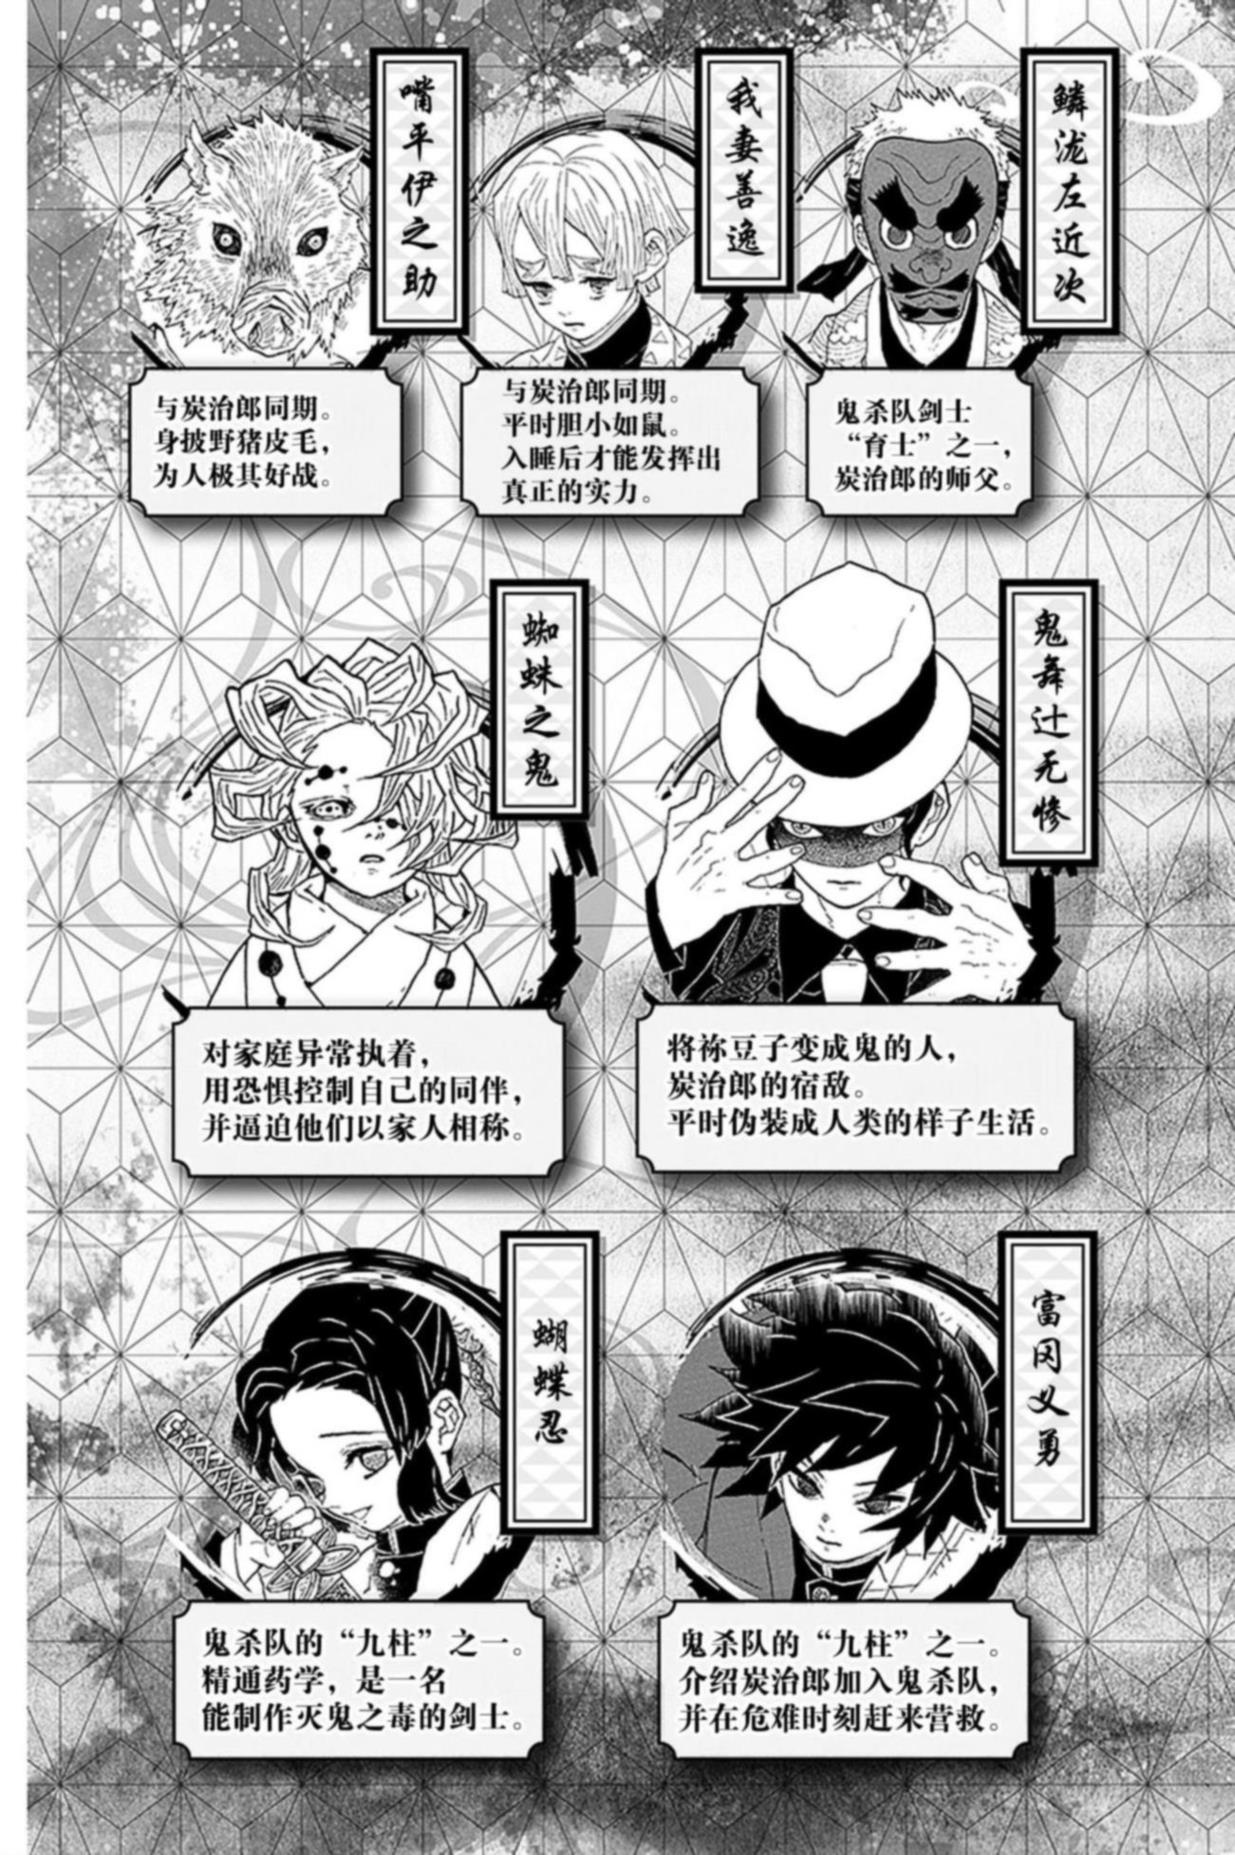 鳞泷左近次
鬼杀队剑士
“育士”之一，
炭治郎的师父。
我妻善逸
与炭治郎同期。
平时胆小如鼠。
入睡后才能发挥出
真正的实力。
嘴平伊之助
与炭治郎同期。
身披野猪皮毛，
为人极其好战。
鬼舞辻无惨
将祢豆子变成鬼的人，
炭治郎的宿敌。
平时伪装成人类的样子生活。
蜘蛛之鬼
对家庭异常执着，
用恐惧控制自己的同伴，
并逼迫他们以家人相称。
富冈义勇
鬼杀队的“九柱”之一。
介绍炭治郎加入鬼杀队，
并在危难时刻赶来营救。
蝴蝶忍
鬼杀队的“九柱”之一。
精通药学，是一名
能制作灭鬼之毒的剑士。